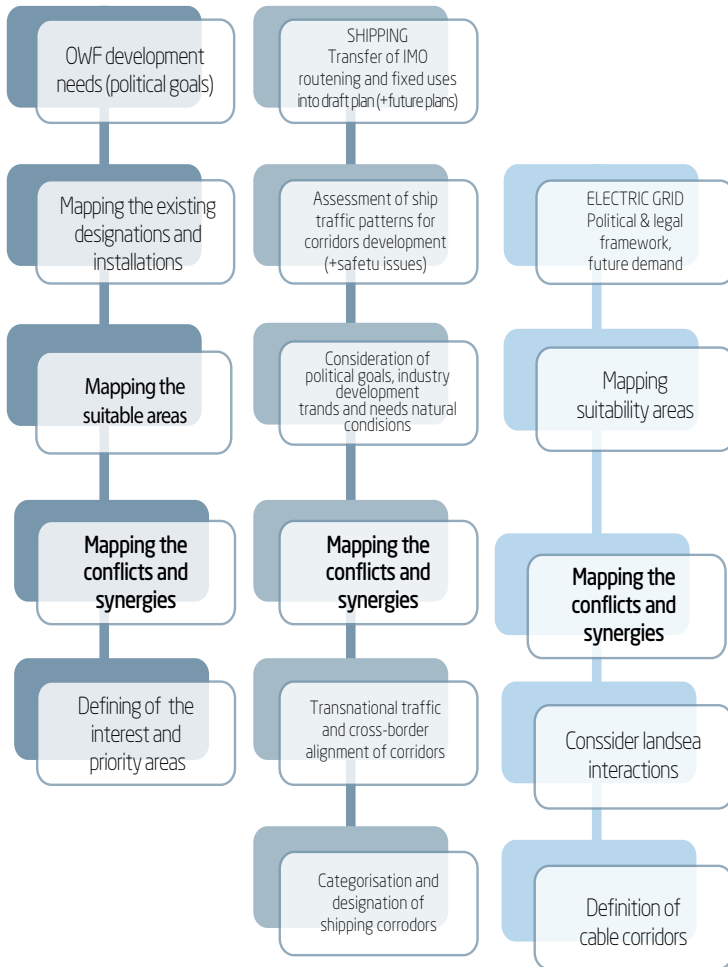 OWF development
needs (political goals)
Mapping the existing
designations and
installations
Mapping the
suitable areas
Mapping the
conflicts and
synergies
Defining of the
interest and
priority areas
SHIPPING
Transfer of IMO
routening and fixed uses
into draft plan (+future plans)
Assessment of ship
traffic patterns for
corridors development
(+safetu issues)
Consideration of
political goals, industry
development
trands and needs natural
condisions
Mapping the
conflicts and
synergies
Transnational traffic
and cross-border
alignment of corridors
Categorisation and
designation of
shipping corrodors
ELECTRIC GRID
Political & legal
framework,
future demand
Mapping
suitability areas
Mapping the
conflicts and
synergies
Conssider landsea
interactions
Definition of
cable corridors